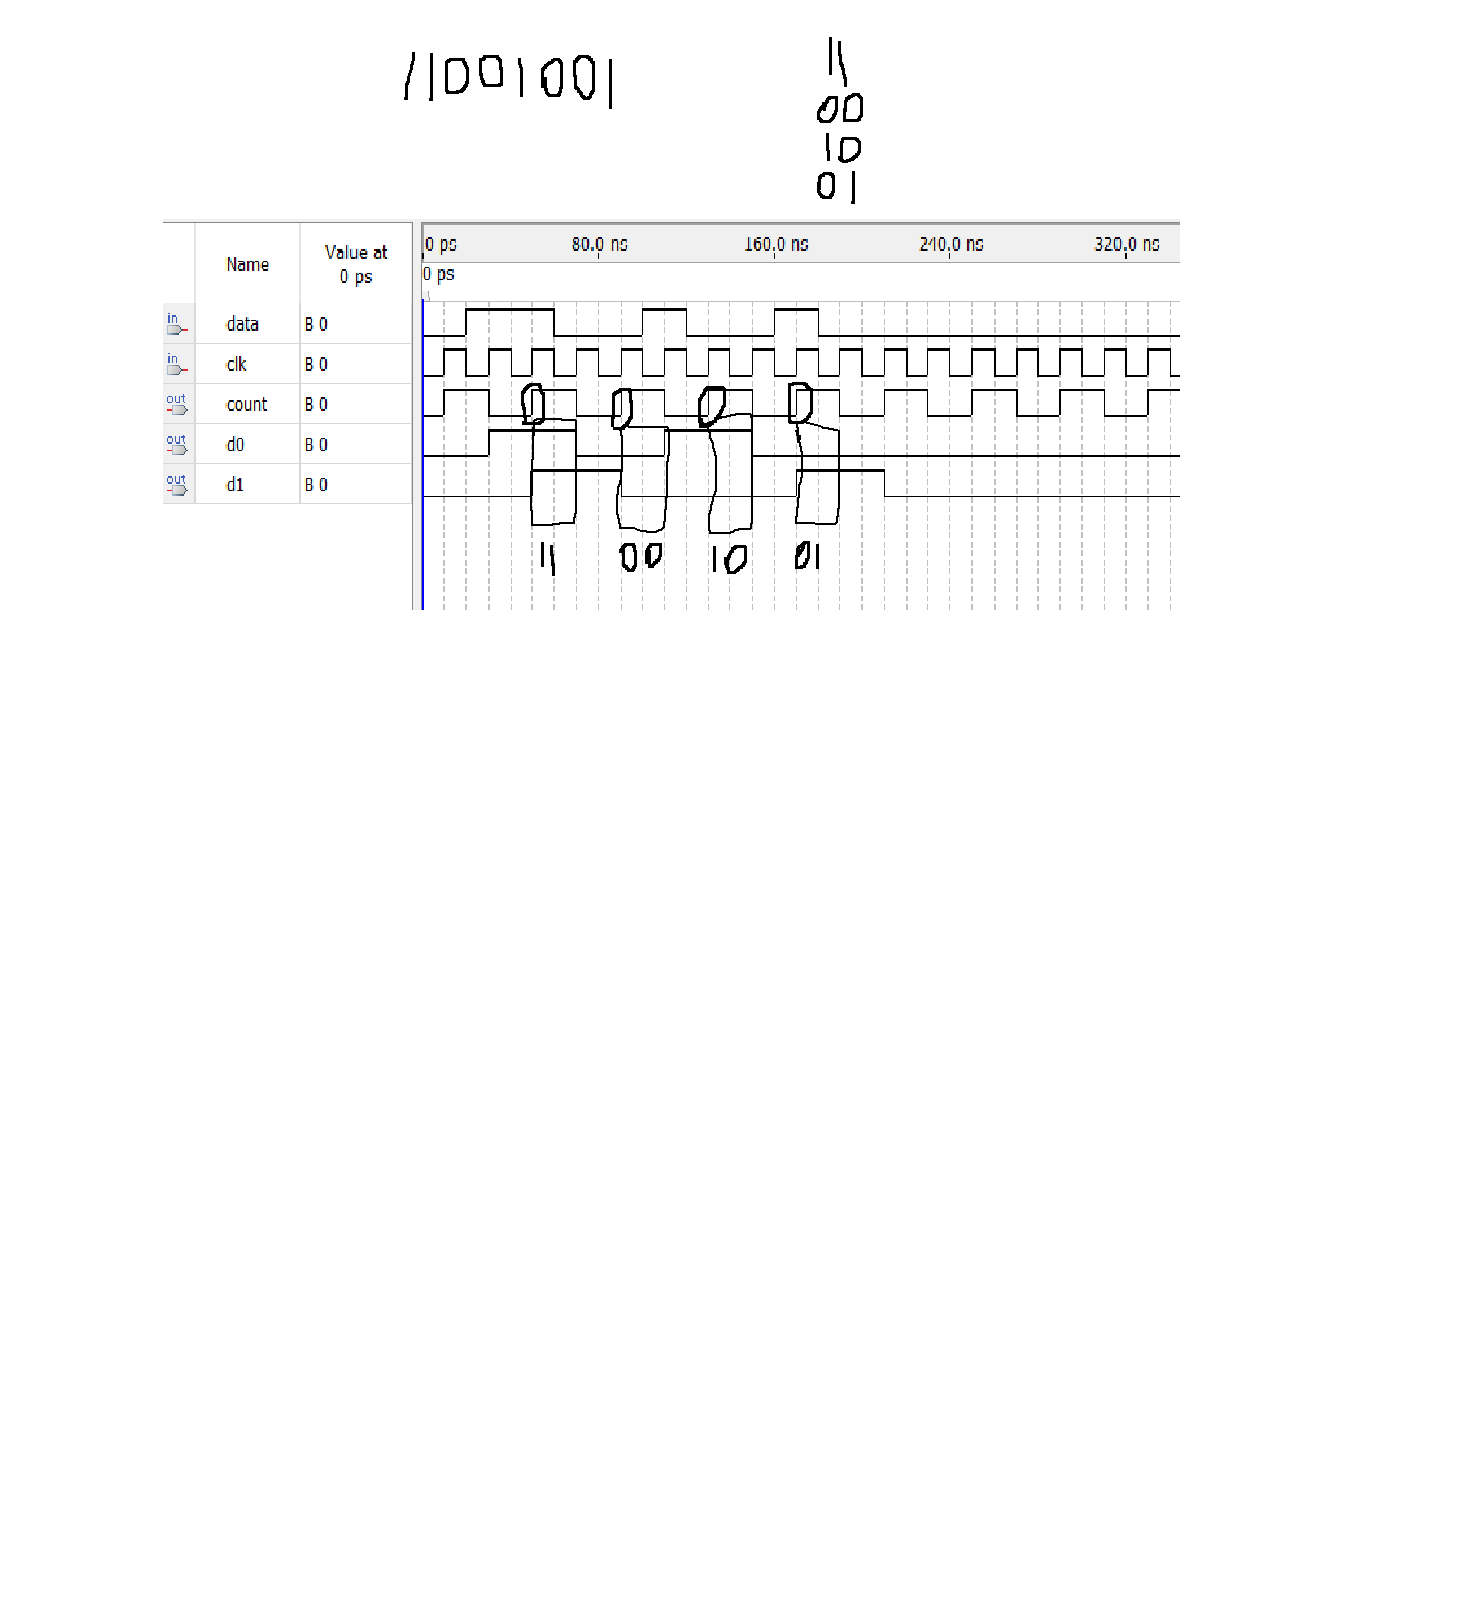 11001001
11
00
10
01
Name Value at 0 ps
0 ps 80.0 ns 160.0 ns 240.0 ns 320.0 ns
0 ps
in data B 0
in clk B 0
out count B 0
out d0 B 0
out d1 B 0
11 00 10 01